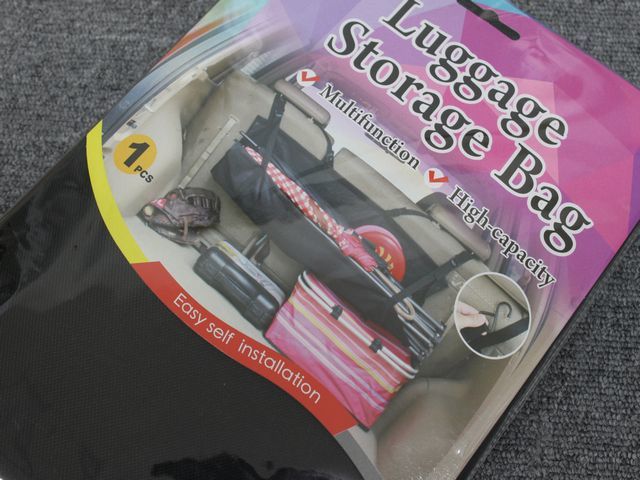 Luggage
Storage Bag
Multifunction
High-capacity
1
PCS
Easy self installation